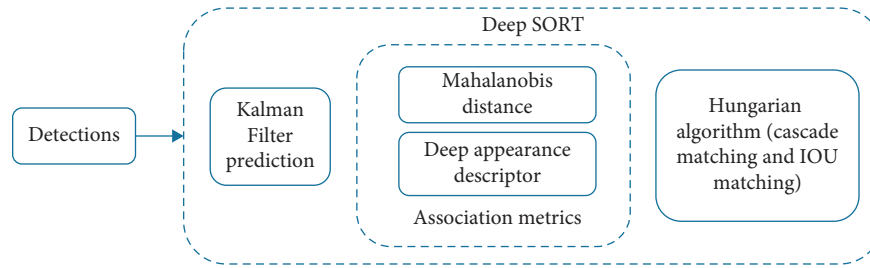 Deep SORT
Detections
Kalman
Filter
prediction
Mahalanobis
distance
Deep appearance
descriptor
Association metrics
Hungarian
algorithm (cascade
matching and IOU
matching)